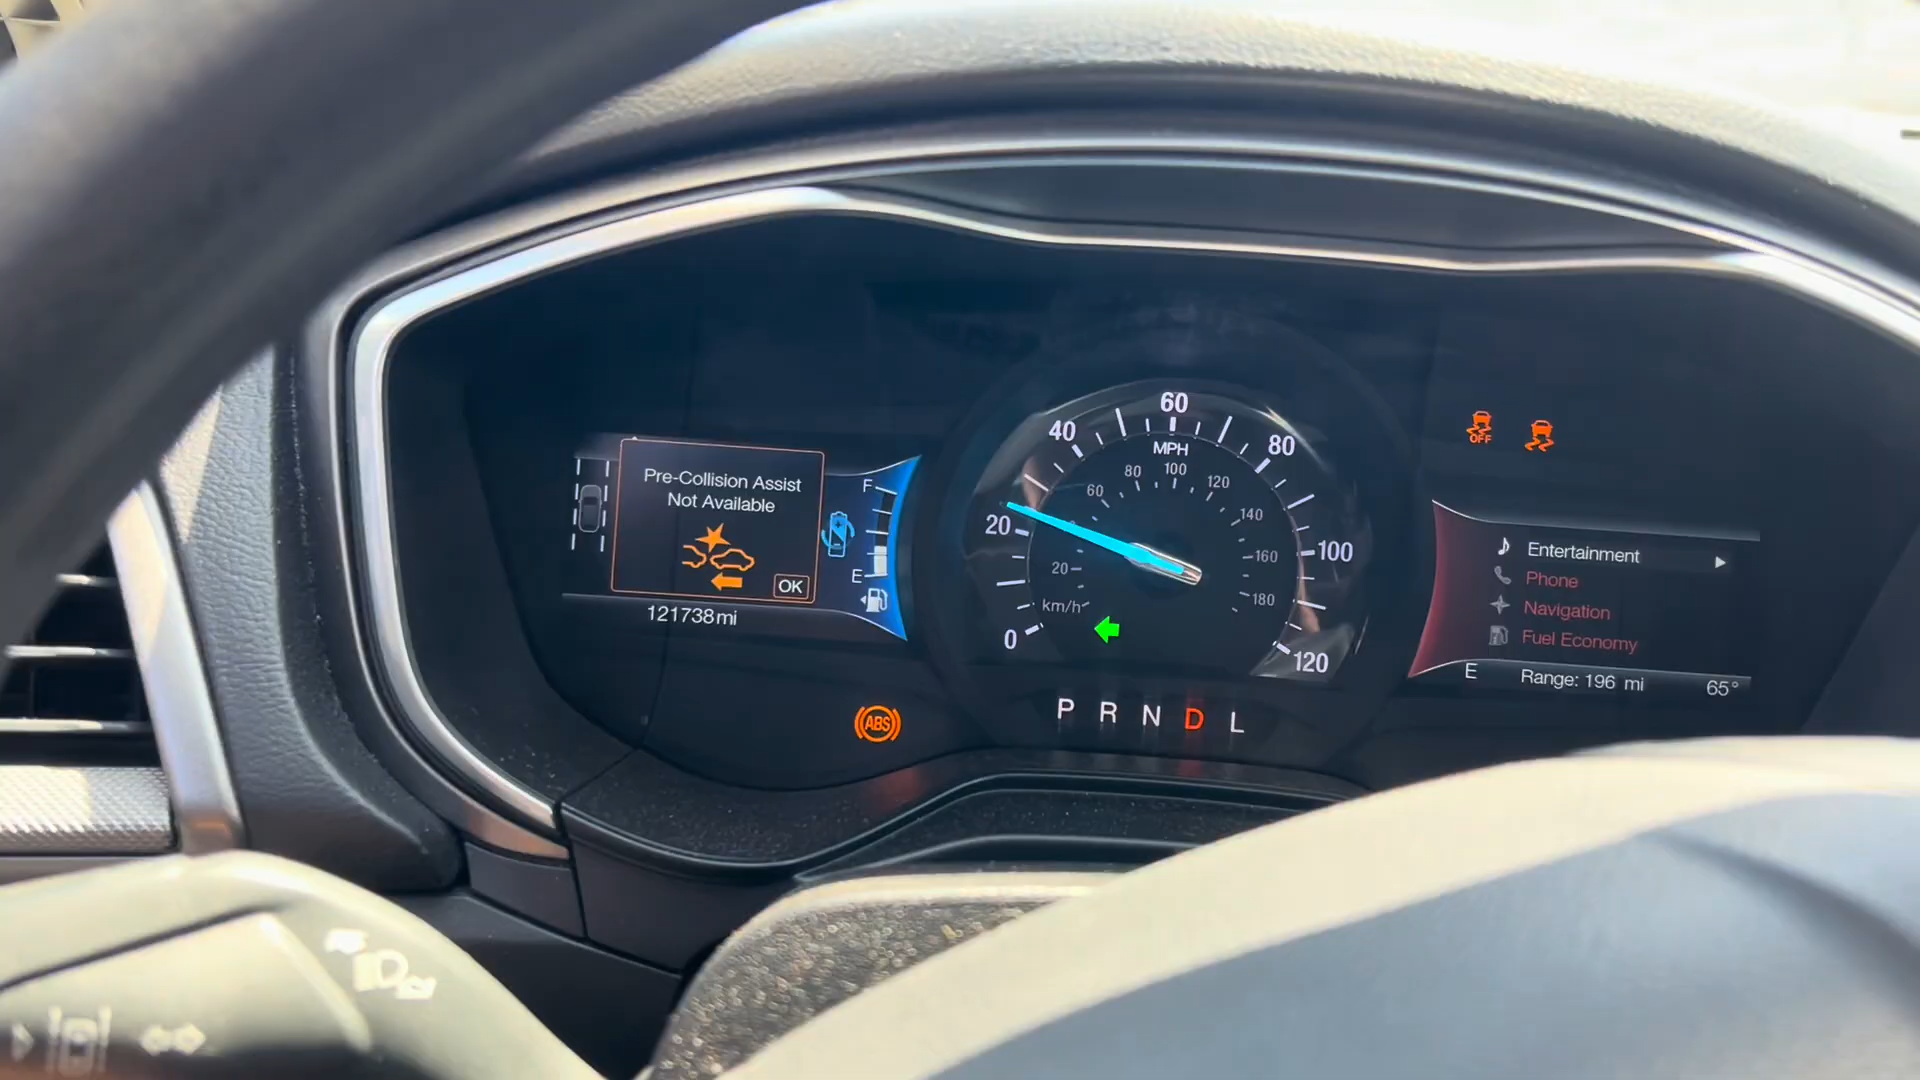 Pre-Collision Assist
Not Available
OK
121738mi
F
E
0
20
40
60
80
100
120
MPH
20
60
80
100
120
140
160
180
km/h
P R N D L
ABS
OFF
Entertainment
Phone
Navigation
Fuel Economy
E
Range: 196 mi
65°